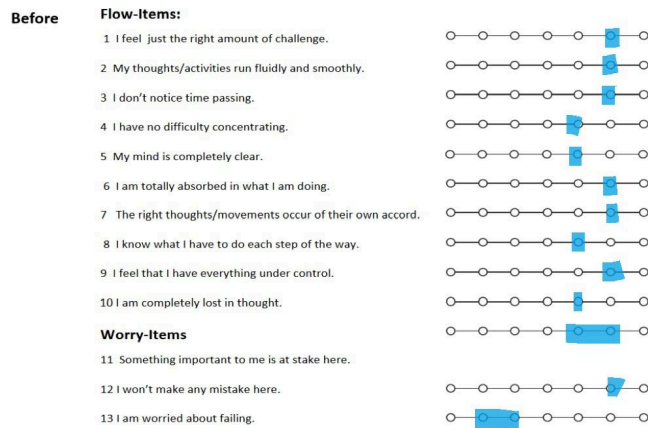 Before
Flow-Items:
1 I feel just the right amount of challenge.
2 My thoughts/activities run fluidly and smoothly.
3 I don't notice time passing.
4 I have no difficulty concentrating.
5 My mind is completely clear.
6 I am totally absorbed in what I am doing.
7 The right thoughts/movements occur of their own accord.
8 I know what I have to do each step of the way.
9 I feel that I have everything under control.
10 I am completely lost in thought.
Worry-Items
11 Something important to me is at stake here.
12 I won't make any mistake here.
13 I am worried about failing.